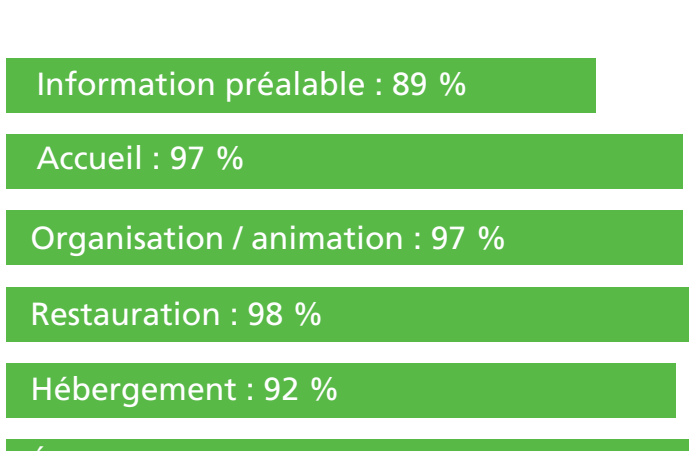 Information préalable : 89 %
Accueil : 97 %
Organisation / animation : 97 %
Restauration : 98 %
Hébergement : 92 %